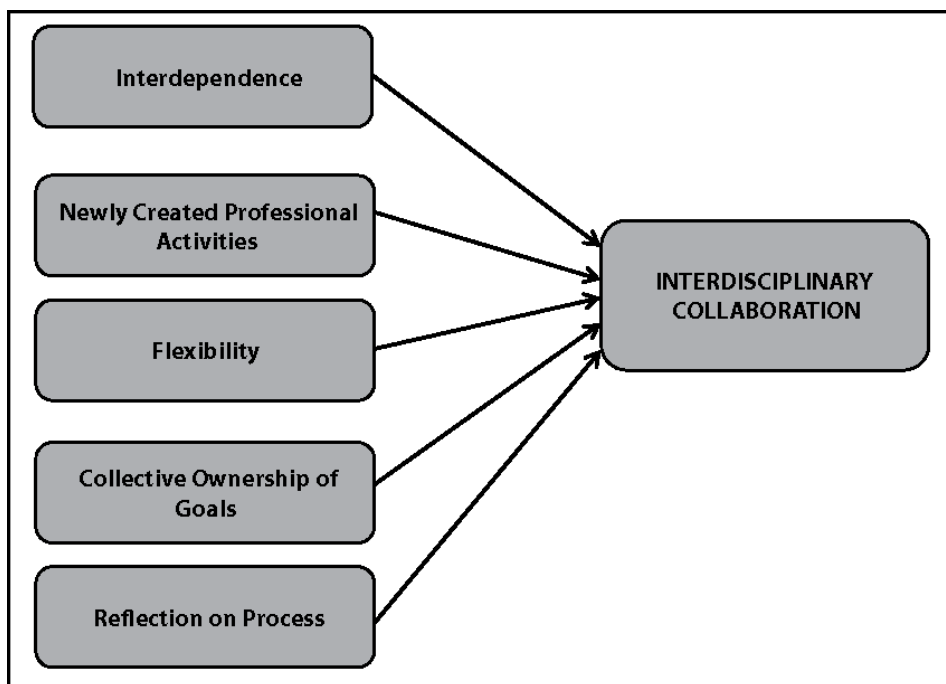 Interdependence
Newly Created Professional
Activities
Flexibility
Collective Ownership of
Goals
Reflection on Process
INTERDISCIPLINARY
COLLABORATION